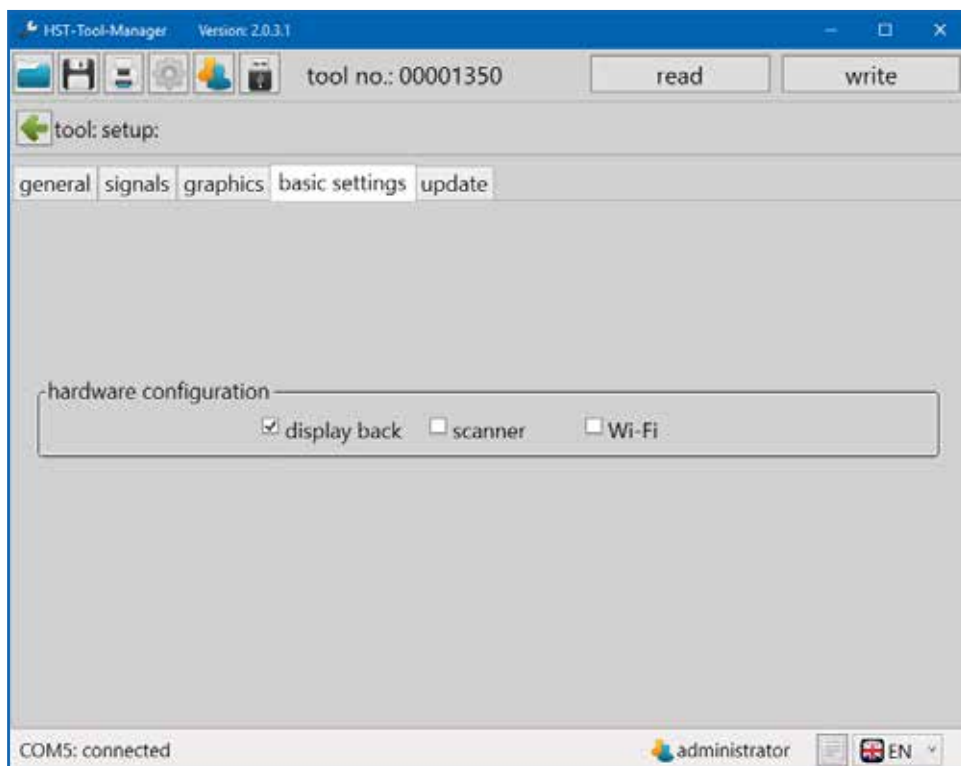 HST-Tool-Manager Version: 2.0.3.1
tool no.: 00001350 read write
tool: setup:
general signals graphics basic settings update
hardware configuration
display back scanner Wi-Fi
COM5: connected administrator EN